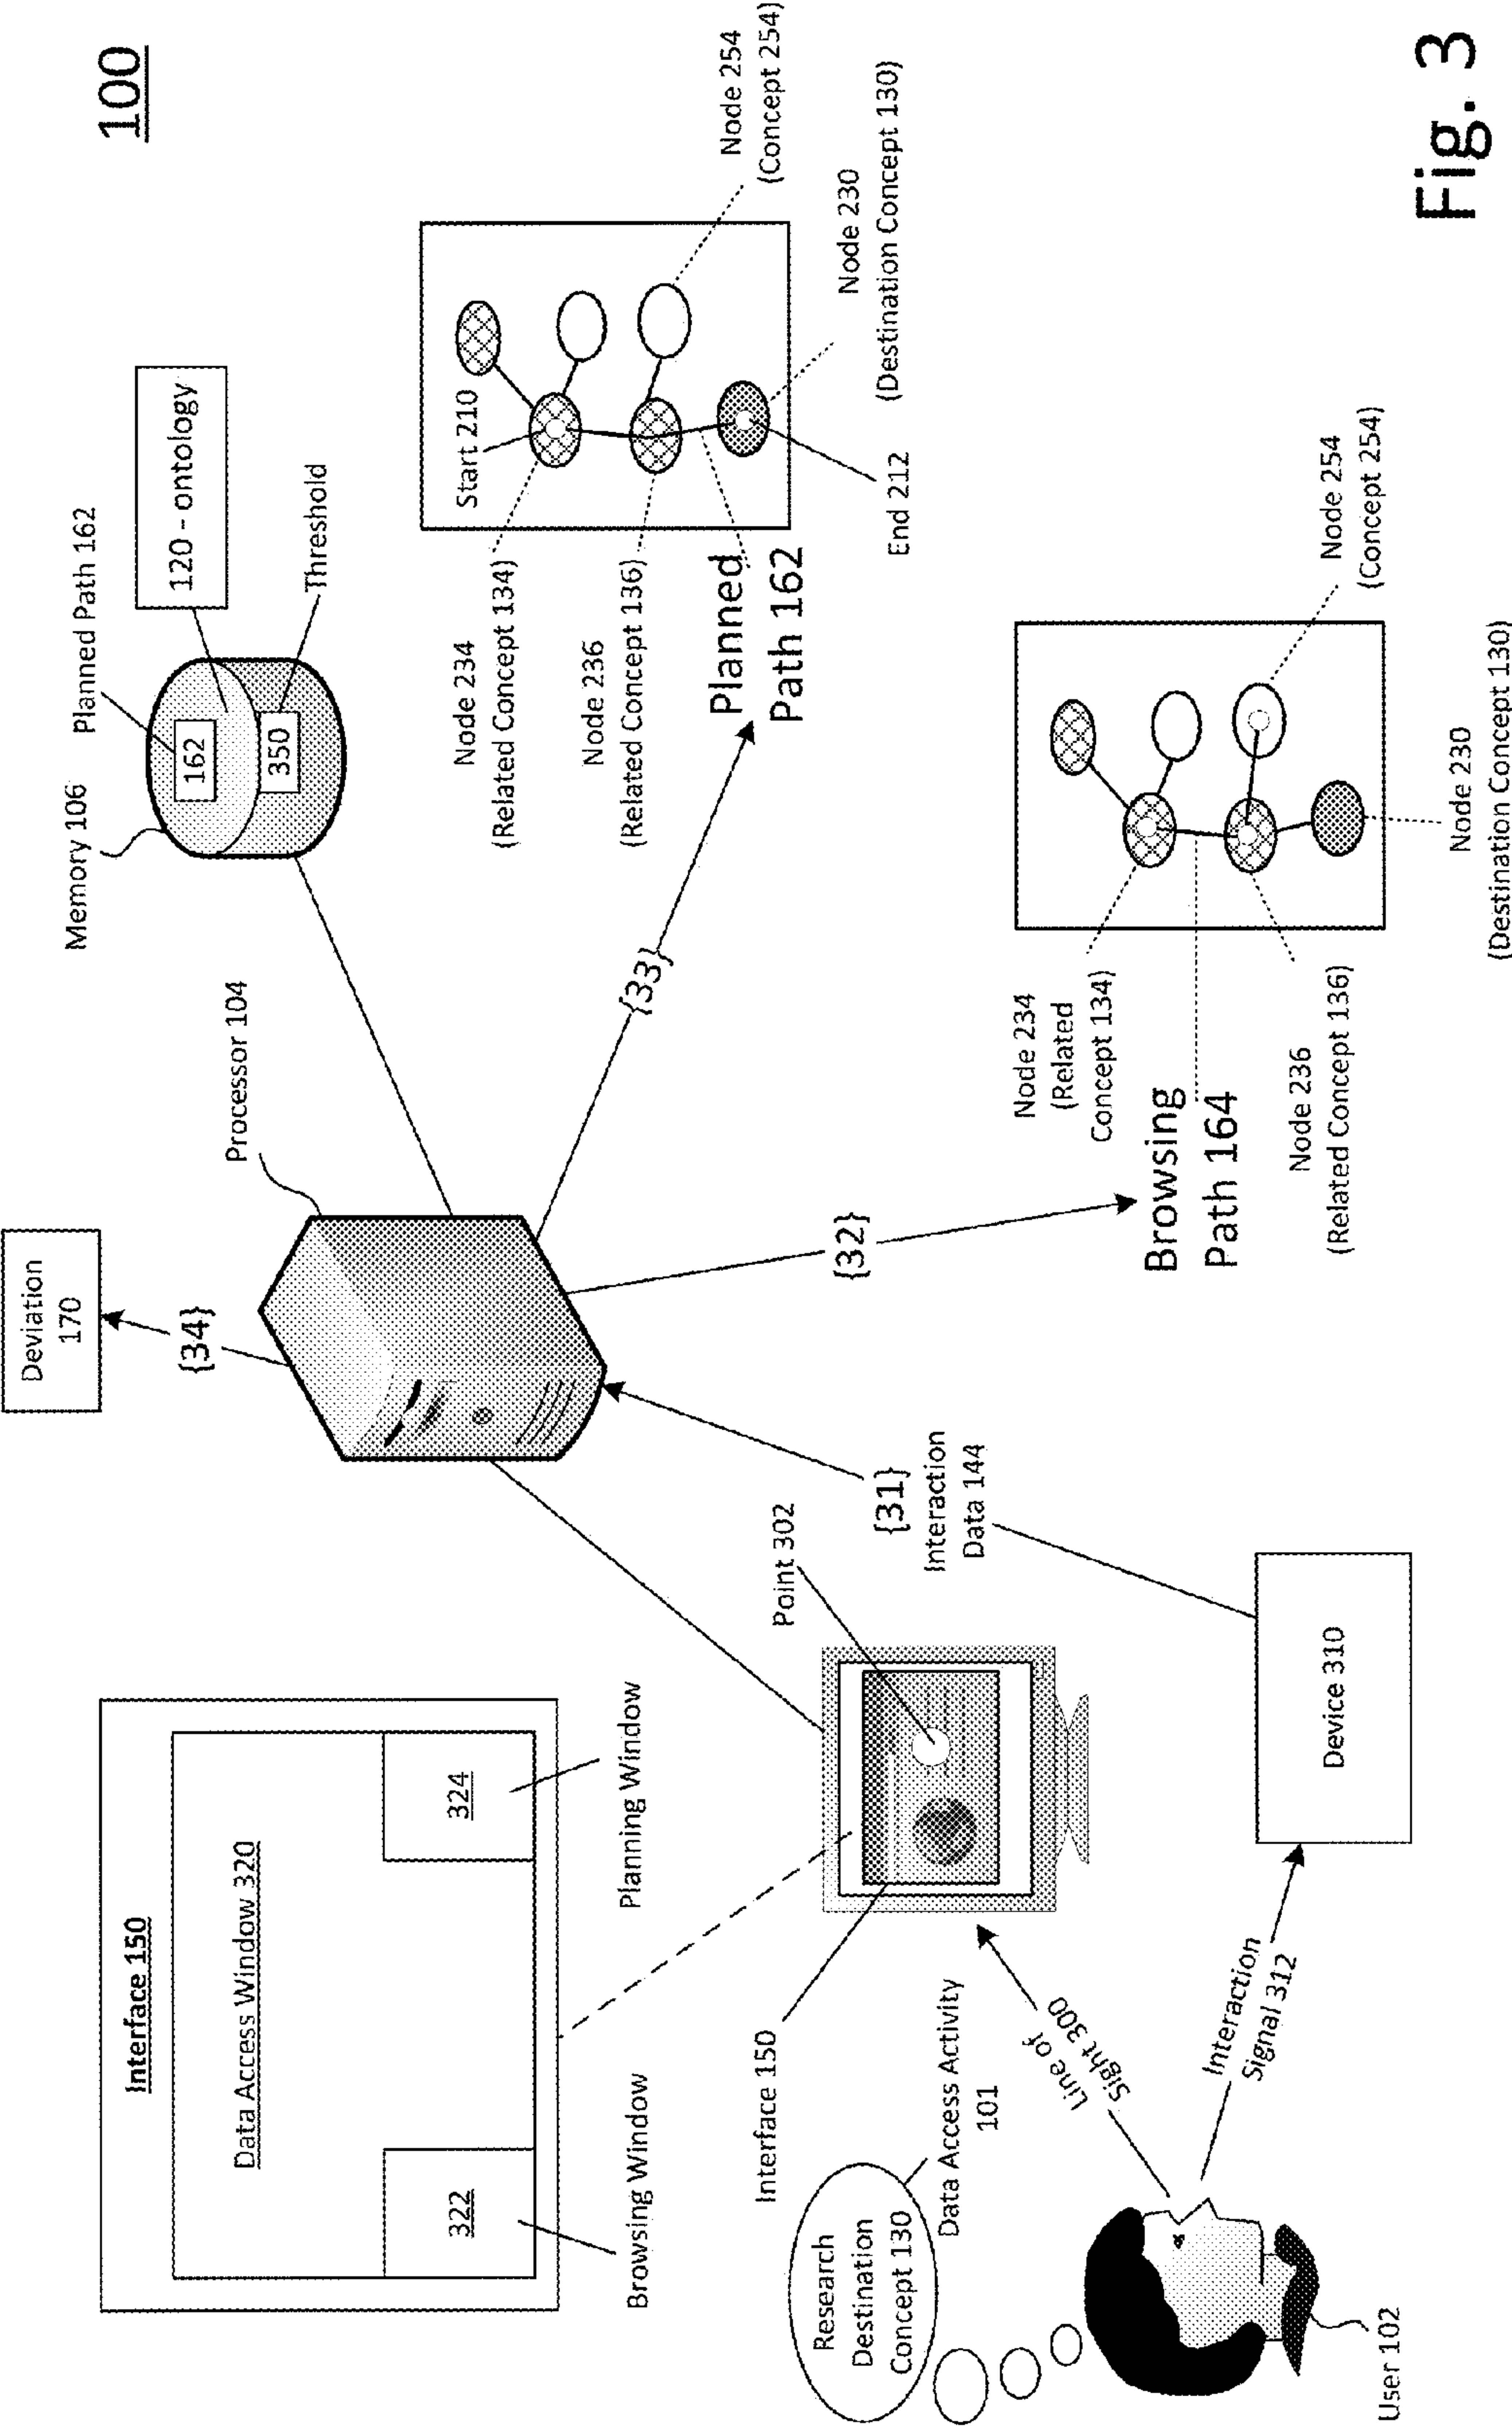 100
Interface 150
Data Access Window 320
322
324
Browsing Window
Planning Window
Deviation
170
{34}
Processor 104
Memory 106
Planned Path 162
162
350
120 - ontology
Threshold
Research
Destination
Concept 130
Data Access Activity
101
Interface 150
Point 302
Line of
Sight 300
Interaction
Signal 312
User 102
Device 310
{31}
Interaction
Data 144
{32}
{33}
Planned
Path 162
Node 234
(Related Concept 134)
Node 236
(Related Concept 136)
Start 210
End 212
Node 254
(Concept 254)
Node 230
(Destination Concept 130)
Browsing
Path 164
Node 234
(Related
Concept 134)
Node 236
(Related Concept 136)
Node 254
(Concept 254)
Node 230
(Destination Concept 130)
Fig. 3